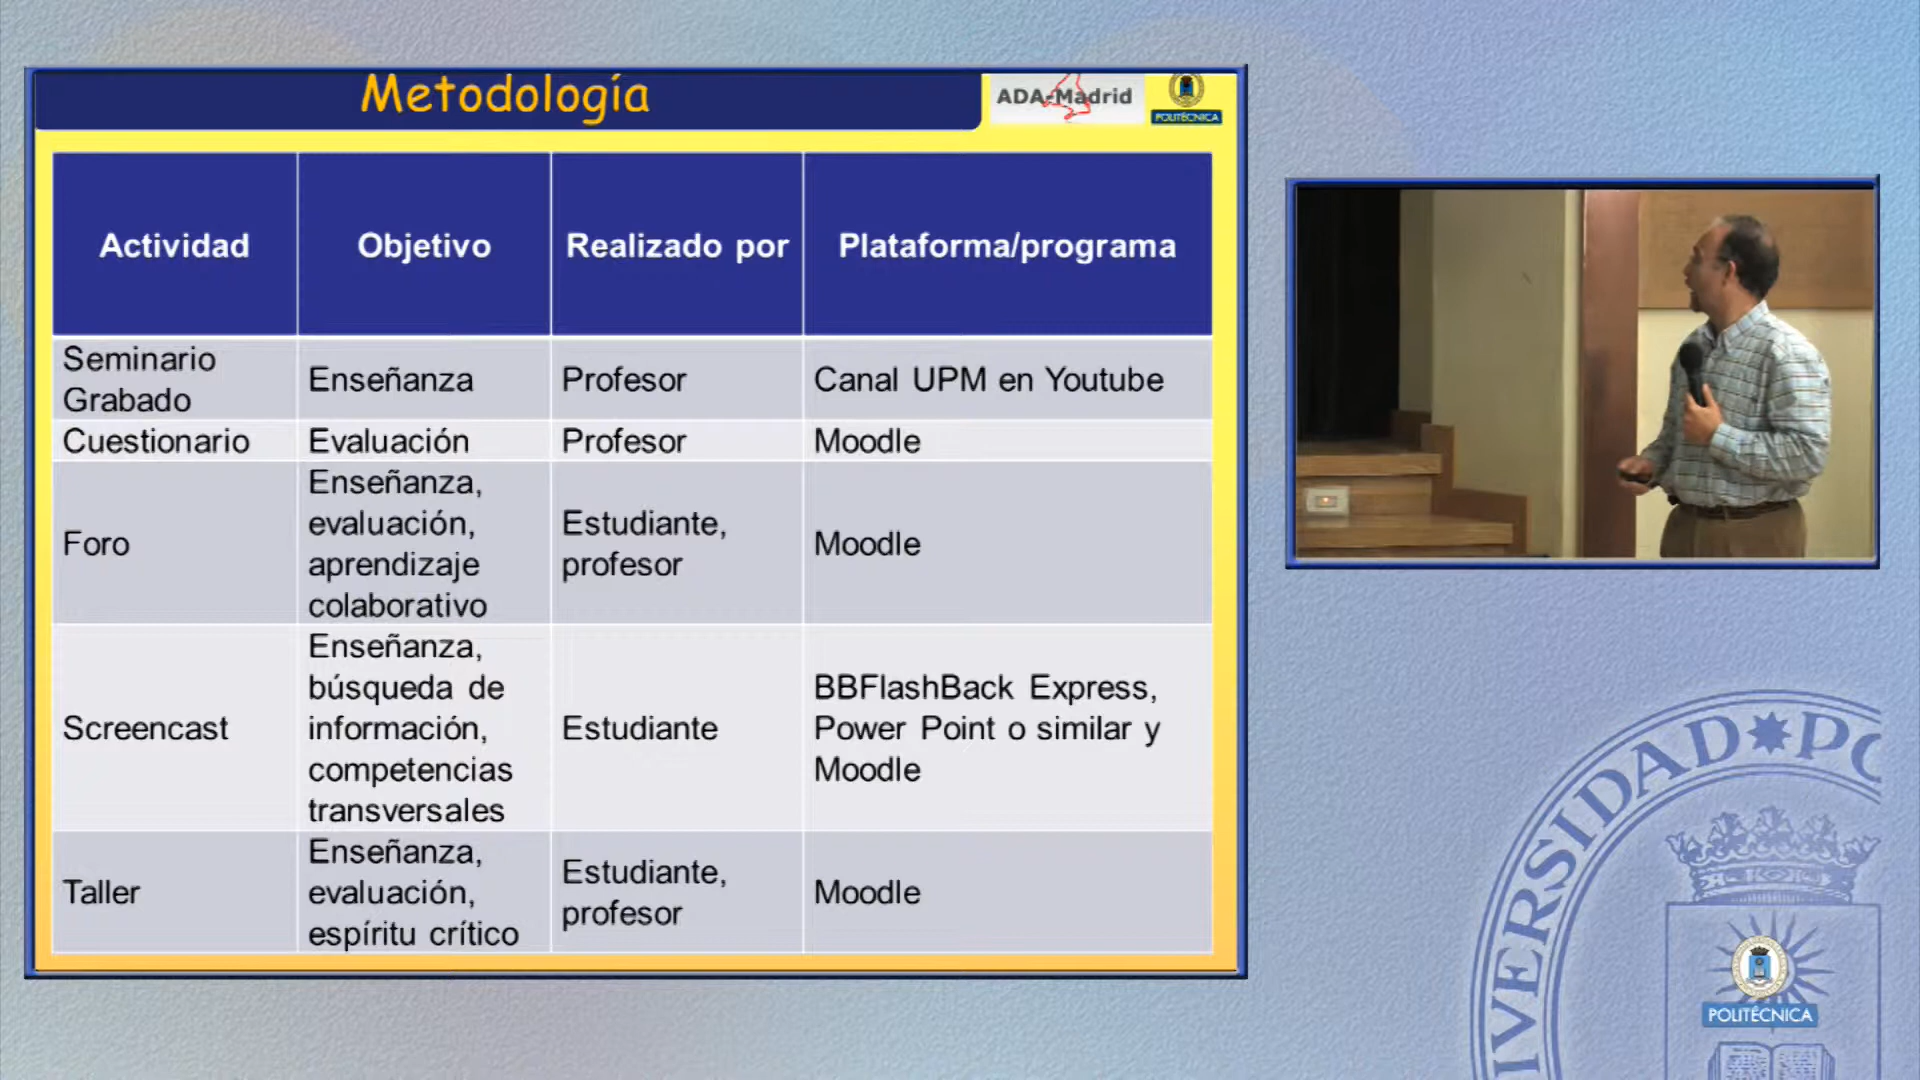 Metodología
ADA-Madrid
POLITÉCNICA
Actividad
Objetivo
Realizado por
Plataforma/programa
Seminario
Grabado
Enseñanza
Profesor
Canal UPM en Youtube
Cuestionario
Evaluación
Profesor
Moodle
Foro
Enseñanza,
evaluación,
aprendizaje
colaborativo
Estudiante,
profesor
Moodle
Screencast
Enseñanza,
búsqueda de
información,
competencias
transversales
Estudiante
BBFlashBack Express,
Power Point o similar y
Moodle
Taller
Enseñanza,
evaluación,
espíritu crítico
Estudiante,
profesor
Moodle
IVERSIDAD PO
POLITÉCNICA